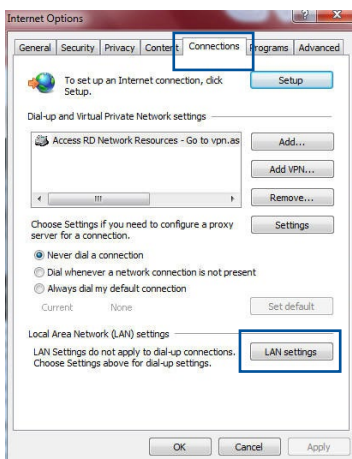 Internet Options
General Security Privacy Content Connections Programs Advanced
To set up an Internet connection, click
Setup.
Setup
Dial-up and Virtual Private Network settings
Access RD Network Resources - Go to vpn.as
Add...
Add VPN...
Remove...
Choose Settings if you need to configure a proxy
server for a connection.
Settings
Never dial a connection
Dial whenever a network connection is not present
Always dial my default connection
Current None
Set default
Local Area Network (LAN) settings
LAN Settings do not apply to dial-up connections.
Choose Settings above for dial-up settings.
LAN settings
OK Cancel Apply